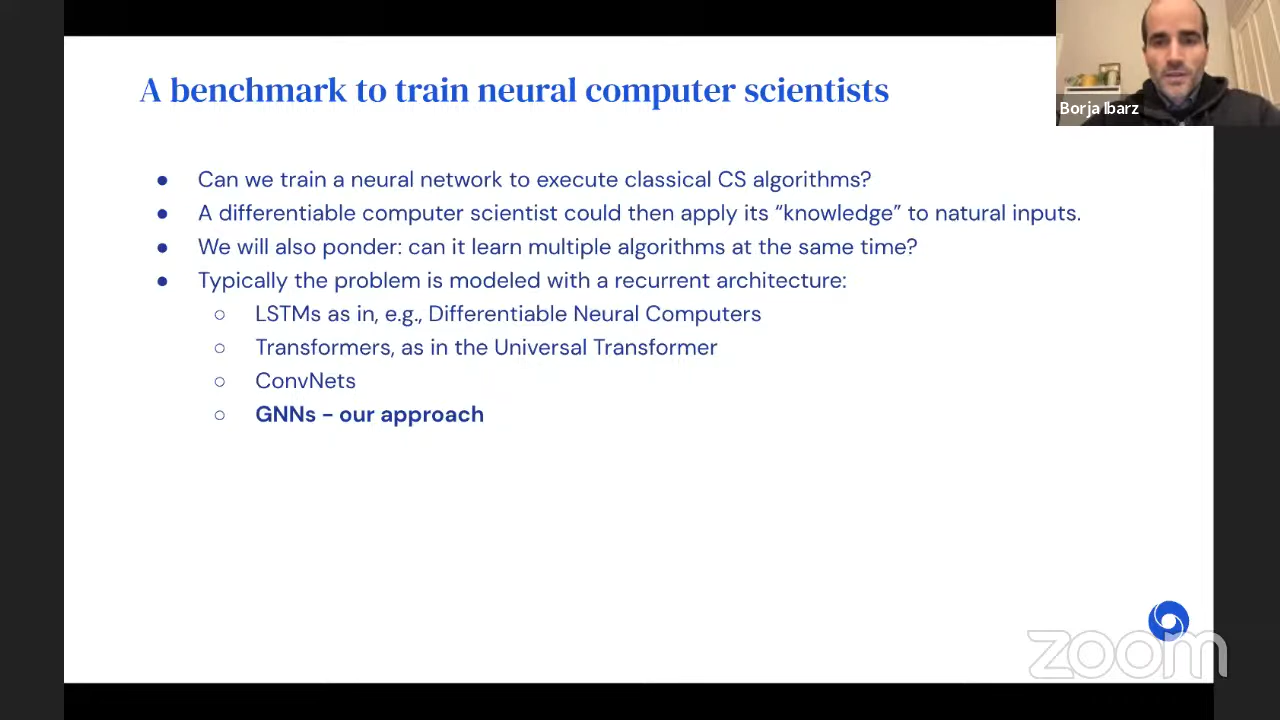 A benchmark to train neural computer scientists
Borja Ibarz
● Can we train a neural network to execute classical CS algorithms?
● A differentiable computer scientist could then apply its “knowledge” to natural inputs.
● We will also ponder: can it learn multiple algorithms at the same time?
● Typically the problem is modeled with a recurrent architecture:
○ LSTMs as in, e.g., Differentiable Neural Computers
○ Transformers, as in the Universal Transformer
○ ConvNets
○ GNNs - our approach
zoom